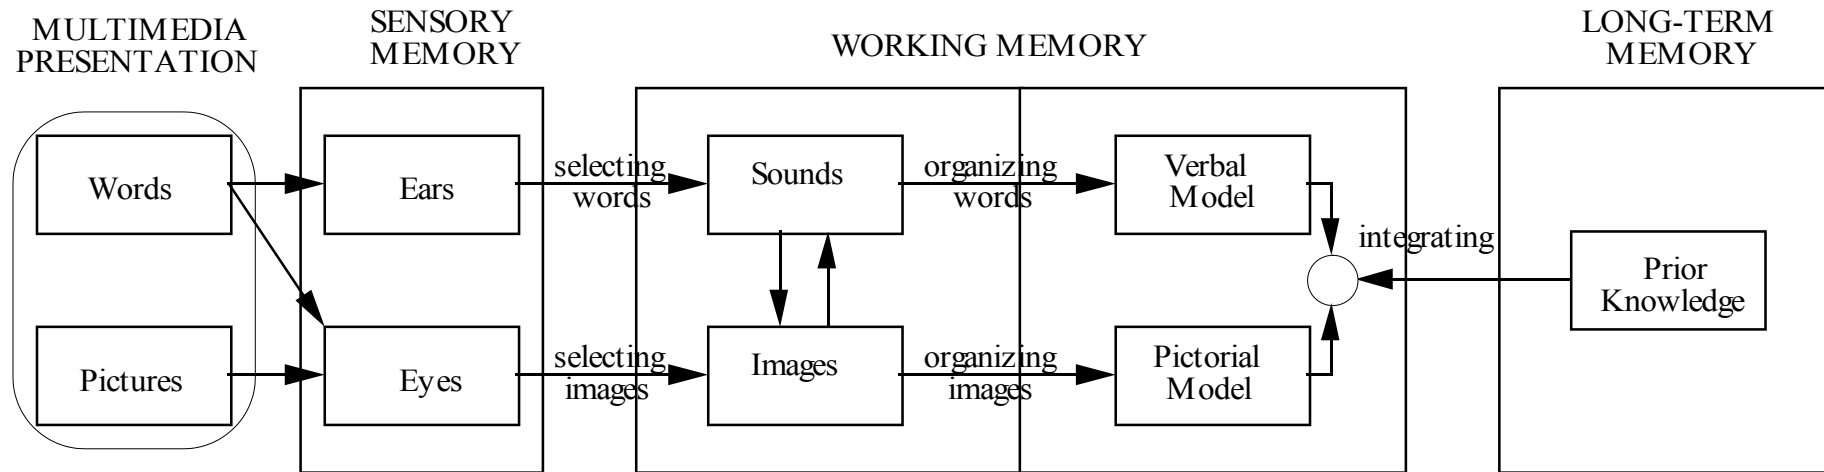 MULTIMEDIA
PRESENTATION
SENSORY
MEMORY
WORKING MEMORY
LONG-TERM
MEMORY
Words
Pictures
Ears
Eyes
selecting
words
selecting
images
Sounds
Images
organizing
words
organizing
images
Verbal
Model
Pictorial
Model
integrating
Prior
Knowledge